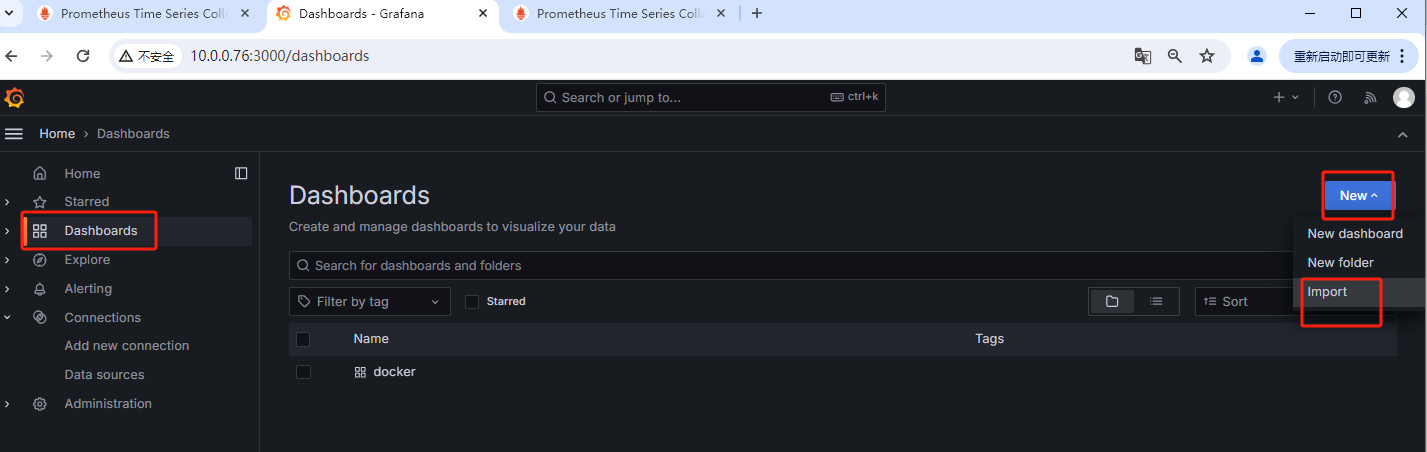 Prometheus Time Series Colle
Dashboards - Grafana
Prometheus Time Series Colle
不安全
10.0.0.76:3000/dashboards
重新启动即可更新
Search or jump to...
ctrl+k
Home › Dashboards
Home
Starred
Dashboards
Explore
Alerting
Connections
Add new connection
Data sources
Administration
Dashboards
Create and manage dashboards to visualize your data
New
New dashboard
New folder
Import
Search for dashboards and folders
Filter by tag
Starred
Sort
Name
Tags
docker